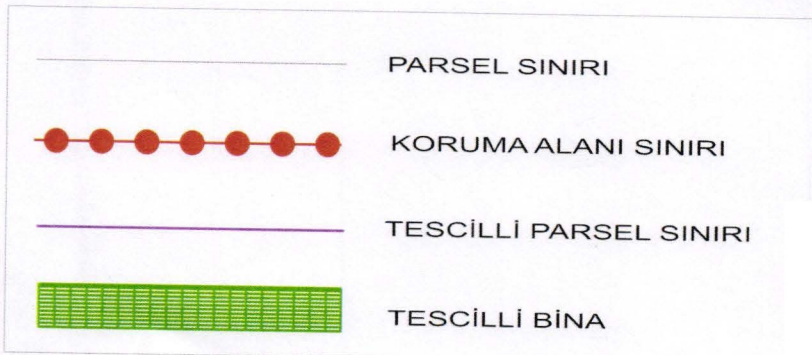 PARSEL SINIRI
KORUMA ALANI SINIRI
TESCİLLİ PARSEL SINIRI
TESCİLLİ BİNA